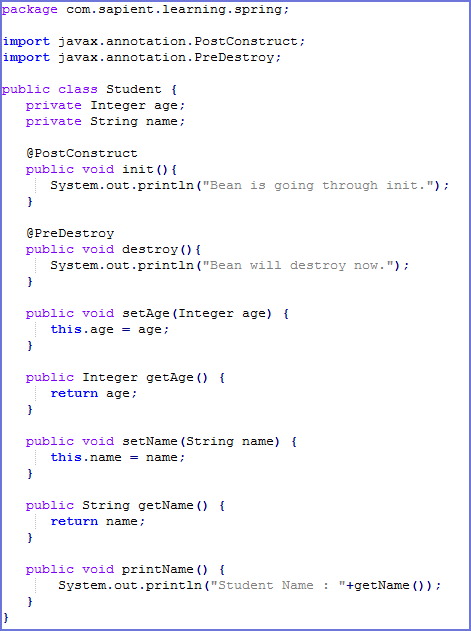 package com.sapient.learning.spring;
import javax.annotation.PostConstruct;
import javax.annotation.PreDestroy;
public class Student {
private Integer age;
private String name;
@PostConstruct
public void init(){
System.out.println("Bean is going through init.");
}
@PreDestroy
public void destroy(){
System.out.println("Bean will destroy now.");
}
public void setAge(Integer age) {
this.age = age;
}
public Integer getAge() {
return age;
}
public void setName(String name) {
this.name = name;
}
public String getName() {
return name;
}
public void printName() {
System.out.println("Student Name : "+getName());
}
}